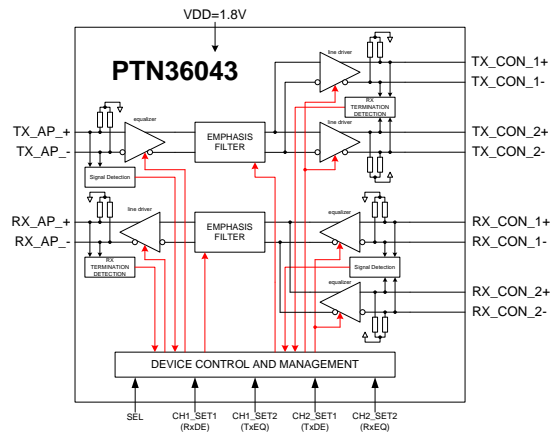 VDD=1.8V
PTN36043
line driver
TX_CON_1+
TX_CON_1-
RX
TERMINATION
DETECTION
TX_AP_+
equalizer
EMPHASIS
FILTER
line driver
TX_CON_2+
TX_AP_-
TX_CON_2-
Signal Detection
RX_AP_+
line driver
EMPHASIS
FILTER
equalizer
RX_CON_1+
RX_AP_-
RX_CON_1-
RX
TERMINATION
DETECTION
Signal Detection
equalizer
RX_CON_2+
RX_CON_2-
DEVICE CONTROL AND MANAGEMENT
SEL
CH1_SET1
(RxDE)
CH1_SET2
(TxEQ)
CH2_SET1
(TxDE)
CH2_SET2
(RxEQ)